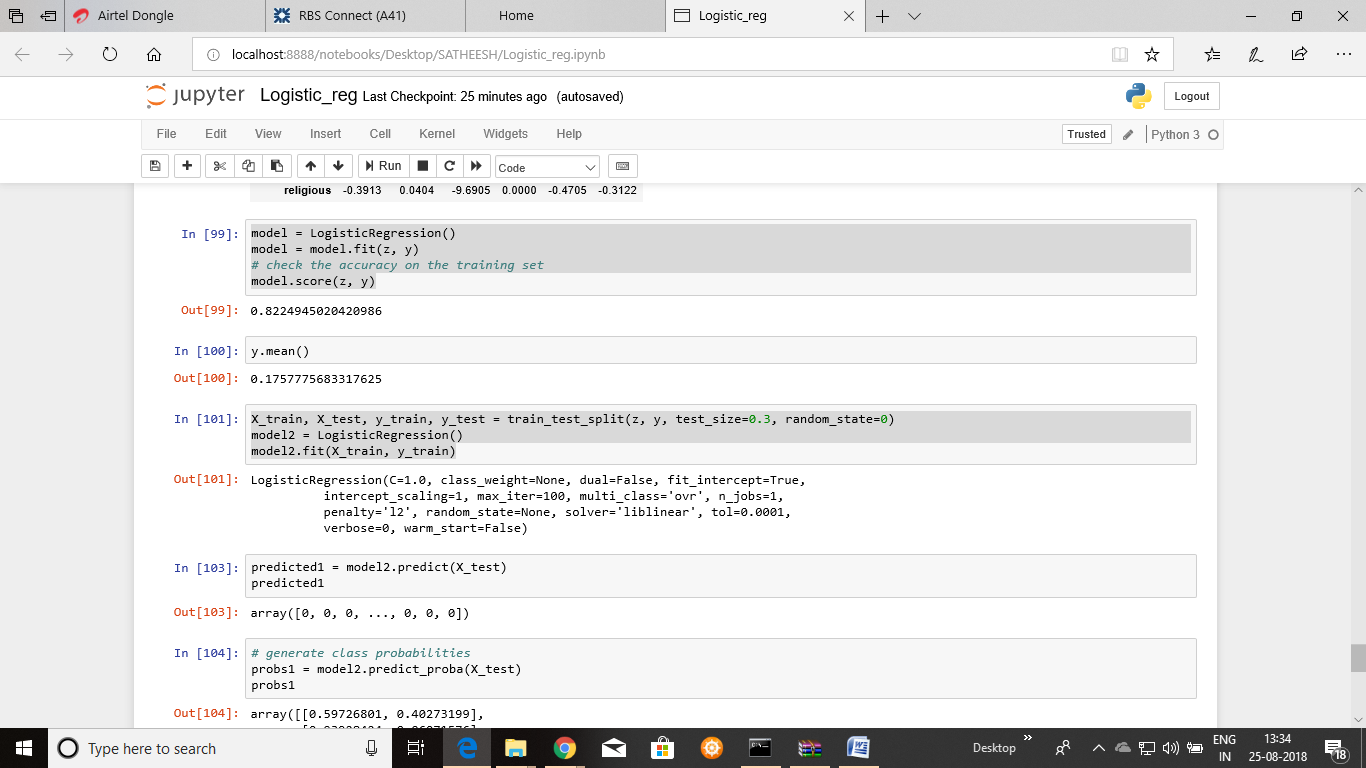 Airtel Dongle
RBS Connect (A41)
Home
Logistic_reg
localhost:8888/notebooks/Desktop/SATHEESH/Logistic_reg.ipynb
jupyter Logistic_reg Last Checkpoint: 25 minutes ago (autosaved)
Logout
File Edit View Insert Cell Kernel Widgets Help
Trusted
Python 3
Run
Code
religious -0.3913 0.0404 -9.6905 0.0000 -0.4705 -0.3122
In [99]: model = LogisticRegression()
model = model.fit(z, y)
# check the accuracy on the training set
model.score(z, y)
Out[99]: 0.8224945020420986
In [100]: y.mean()
Out[100]: 0.1757775683317625
In [101]: X_train, X_test, y_train, y_test = train_test_split(z, y, test_size=0.3, random_state=0)
model2 = LogisticRegression()
model2.fit(X_train, y_train)
Out[101]: LogisticRegression(C=1.0, class_weight=None, dual=False, fit_intercept=True,
intercept_scaling=1, max_iter=100, multi_class='ovr', n_jobs=1,
penalty='l2', random_state=None, solver='liblinear', tol=0.0001,
verbose=0, warm_start=False)
In [103]: predicted1 = model2.predict(X_test)
predicted1
Out[103]: array([0, 0, 0, ..., 0, 0, 0])
In [104]: # generate class probabilities
probs1 = model2.predict_proba(X_test)
probs1
Out[104]: array([[0.59726801, 0.40273199],
Type here to search
Desktop
ENG
IN
13:34
25-08-2018
18